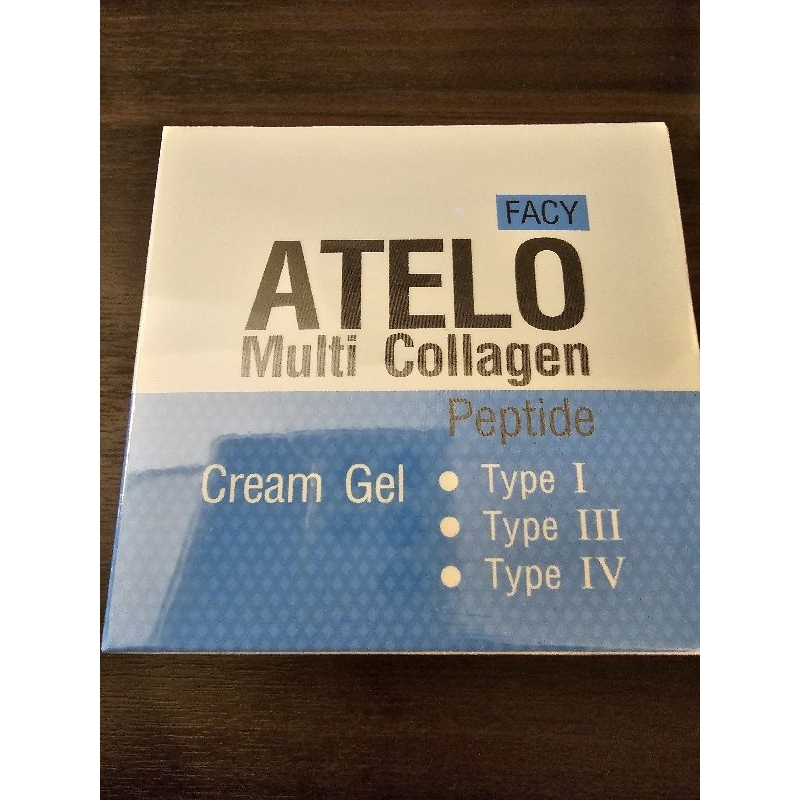 FACY
ATELO
Multi Collagen
Peptide
Cream Gel ● Type I
● Type III
● Type IV